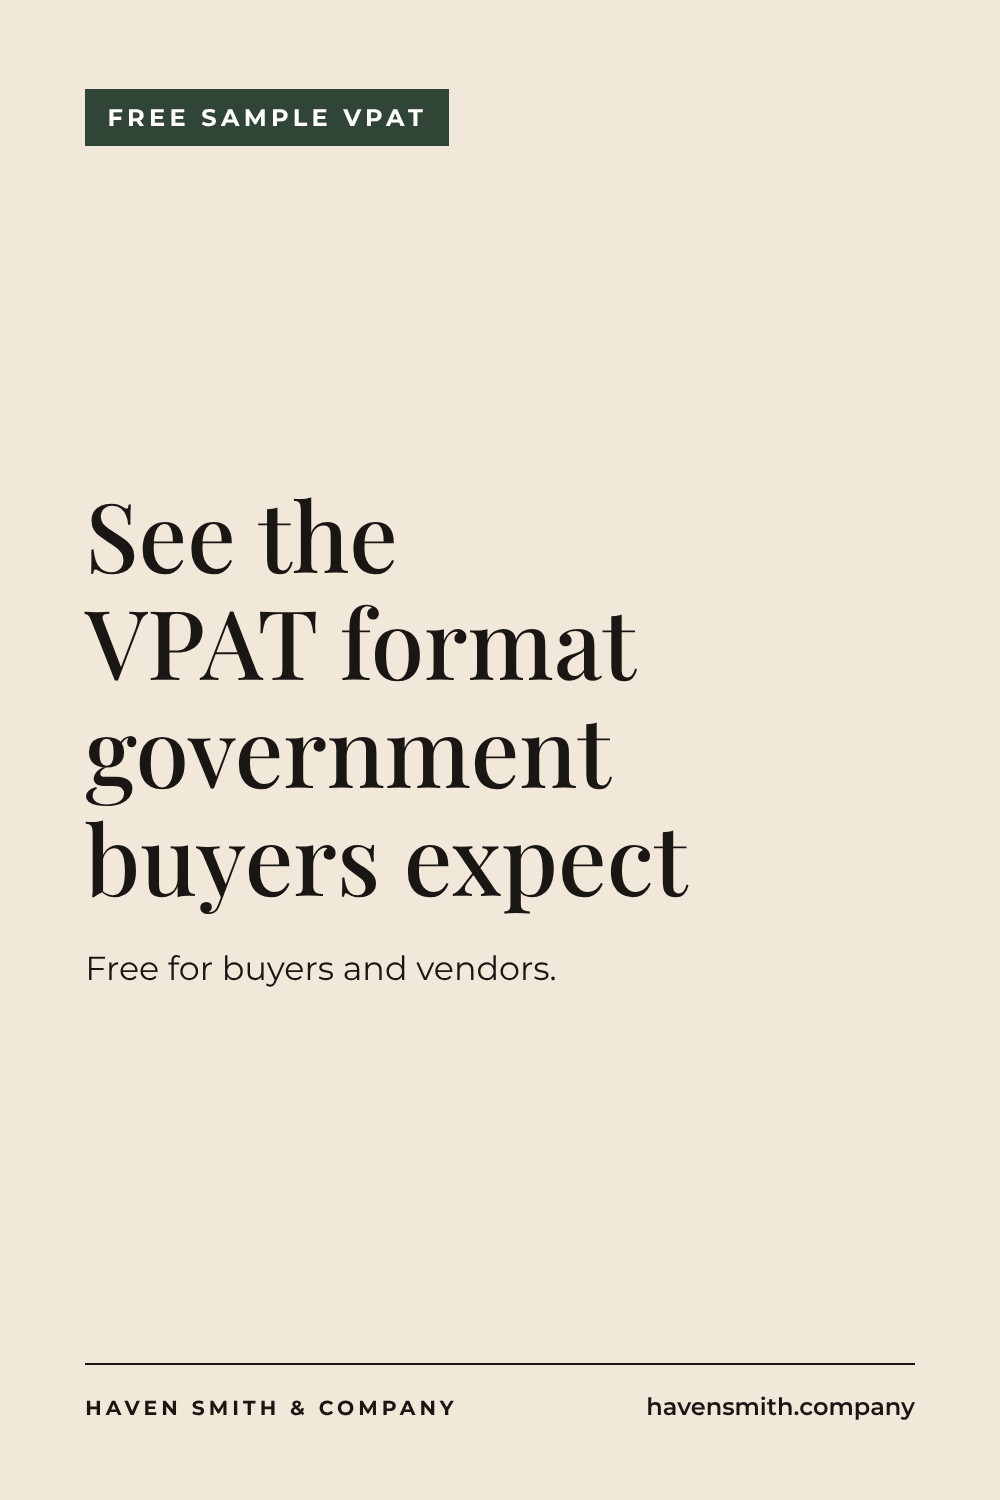 FREE SAMPLE VPAT
See the
VPAT format
government
buyers expect
Free for buyers and vendors.
HAVEN SMITH & COMPANY
havensmith.company